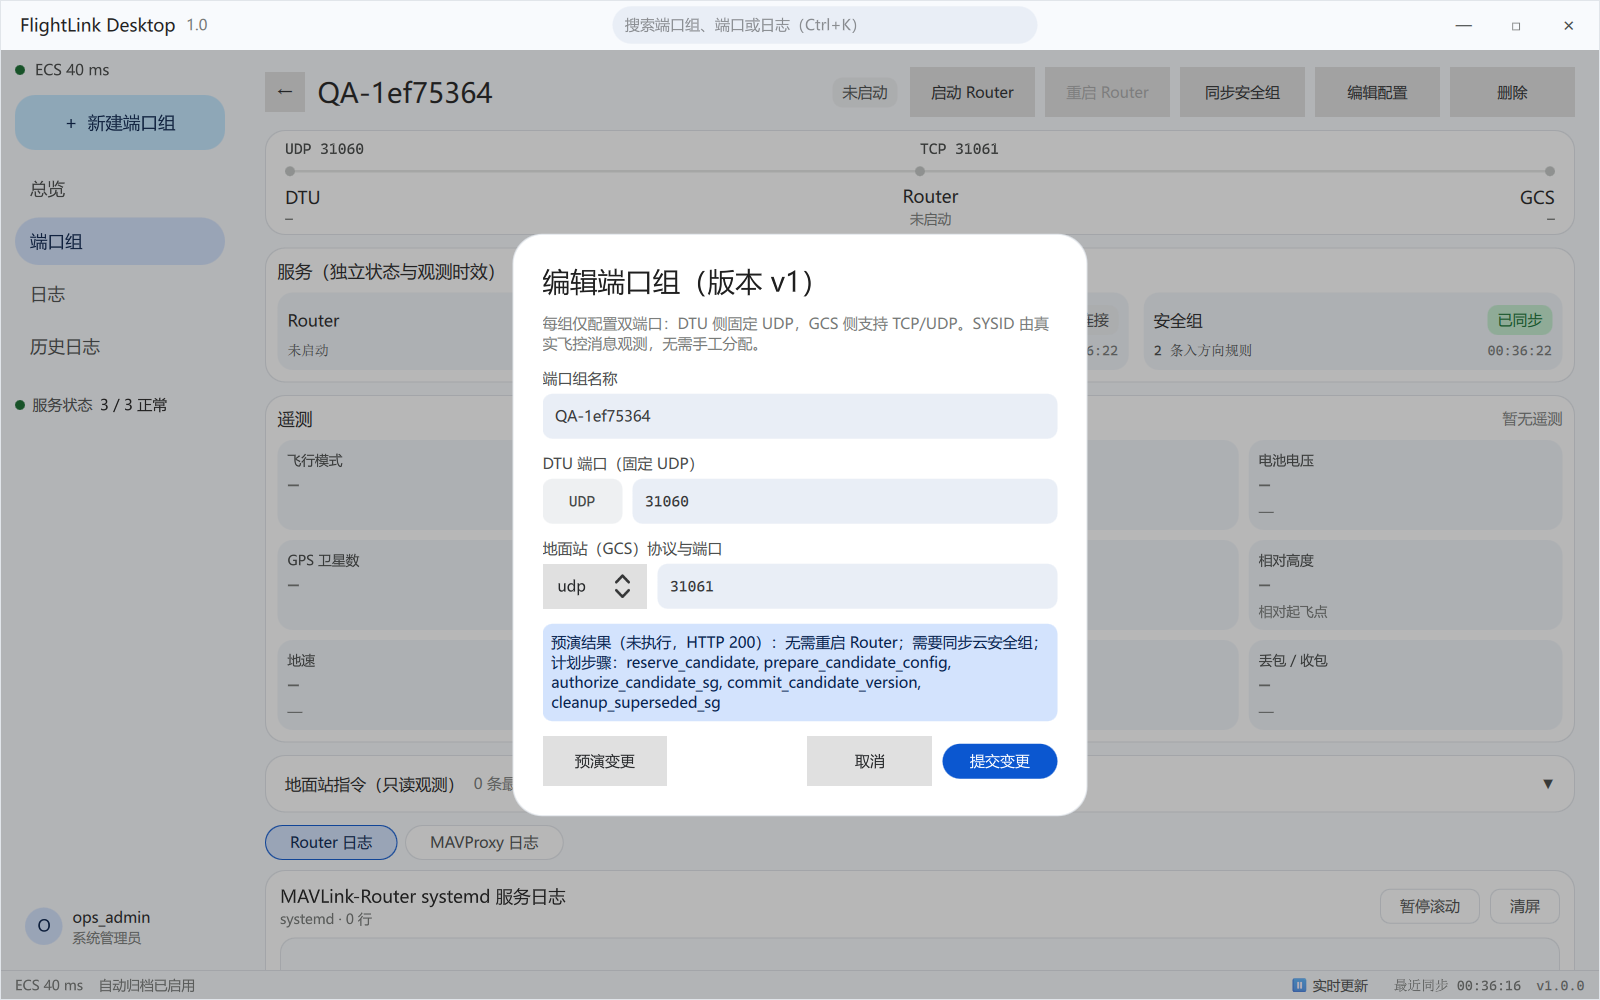 FlightLink Desktop 1.0
搜索端口组、端口或日志（Ctrl+K）
ECS 40 ms
+ 新建端口组
总览
端口组
日志
历史日志
服务状态 3 / 3 正常
ops_admin
O
系统管理员
← QA-1ef75364
未启动
启动 Router
重启 Router
同步安全组
编辑配置
删除
UDP 31060
TCP 31061
DTU
Router
GCS
–
未启动
–
服务（独立状态与观测时效）
Router
未启动
连接
6:22
安全组
已同步
2 条入方向规则
00:36:22
遥测
暂无遥测
飞行模式
—
电池电压
—
—
GPS 卫星数
—
相对高度
—
相对起飞点
地速
—
—
丢包 / 收包
—
—
地面站指令（只读观测）
0 条最
▼
编辑端口组（版本 v1）
每组仅配置双端口：DTU 侧固定 UDP，GCS 侧支持 TCP/UDP。SYSID 由真
实飞控消息观测，无需手工分配。
端口组名称
QA-1ef75364
DTU 端口（固定 UDP）
UDP
31060
地面站（GCS）协议与端口
udp
31061
预演结果（未执行，HTTP 200）：无需重启 Router；需要同步云安全组；
计划步骤：reserve_candidate, prepare_candidate_config,
authorize_candidate_sg, commit_candidate_version,
cleanup_superseded_sg
预演变更
取消
提交变更
Router 日志
MAVProxy 日志
MAVLink-Router systemd 服务日志
systemd · 0 行
暂停滚动
清屏
ECS 40 ms
自动归档已启用
实时更新
最近同步 00:36:16
v1.0.0